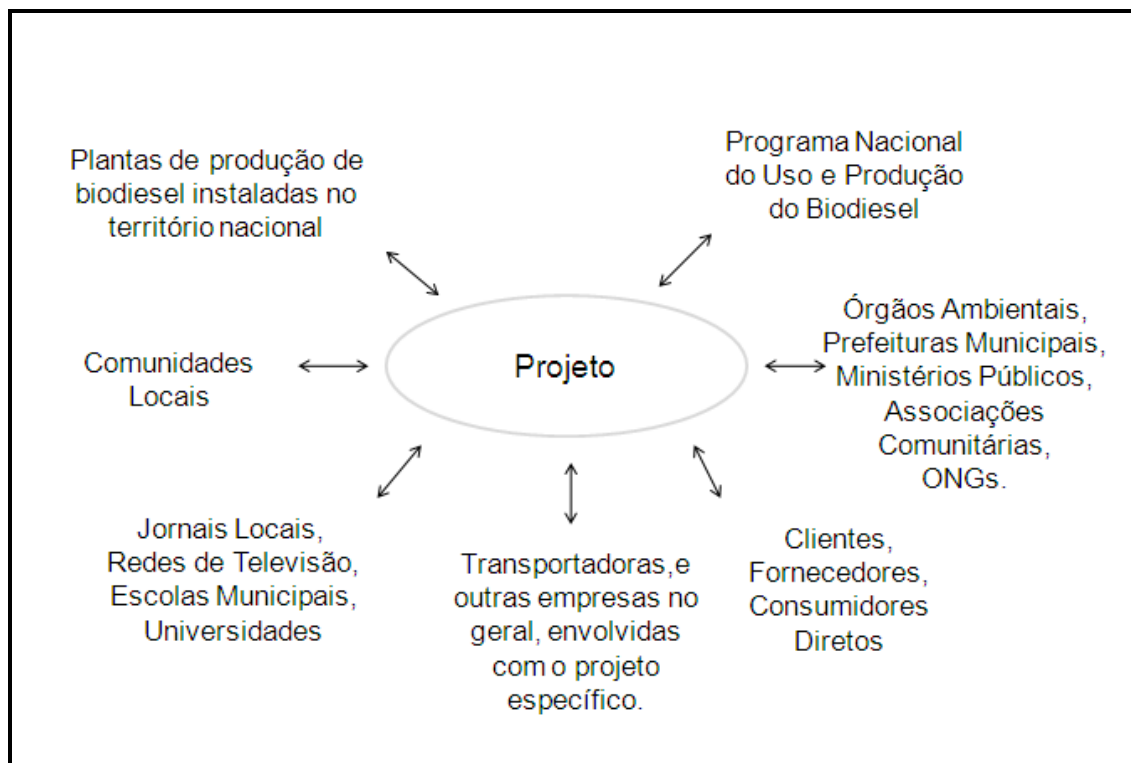 Plantas de produção de
biodiesel instaladas no
território nacional
Programa Nacional
do Uso e Produção
do Biodiesel
Comunidades
Locais
Projeto
Órgãos Ambientais,
Prefeituras Municipais,
Ministérios Públicos,
Associações
Comunitárias,
ONGs.
Jornais Locais,
Redes de Televisão,
Escolas Municipais,
Universidades
Transportadoras, e
outras empresas no
geral, envolvidas
com o projeto
específico.
Clientes,
Fornecedores,
Consumidores
Diretos